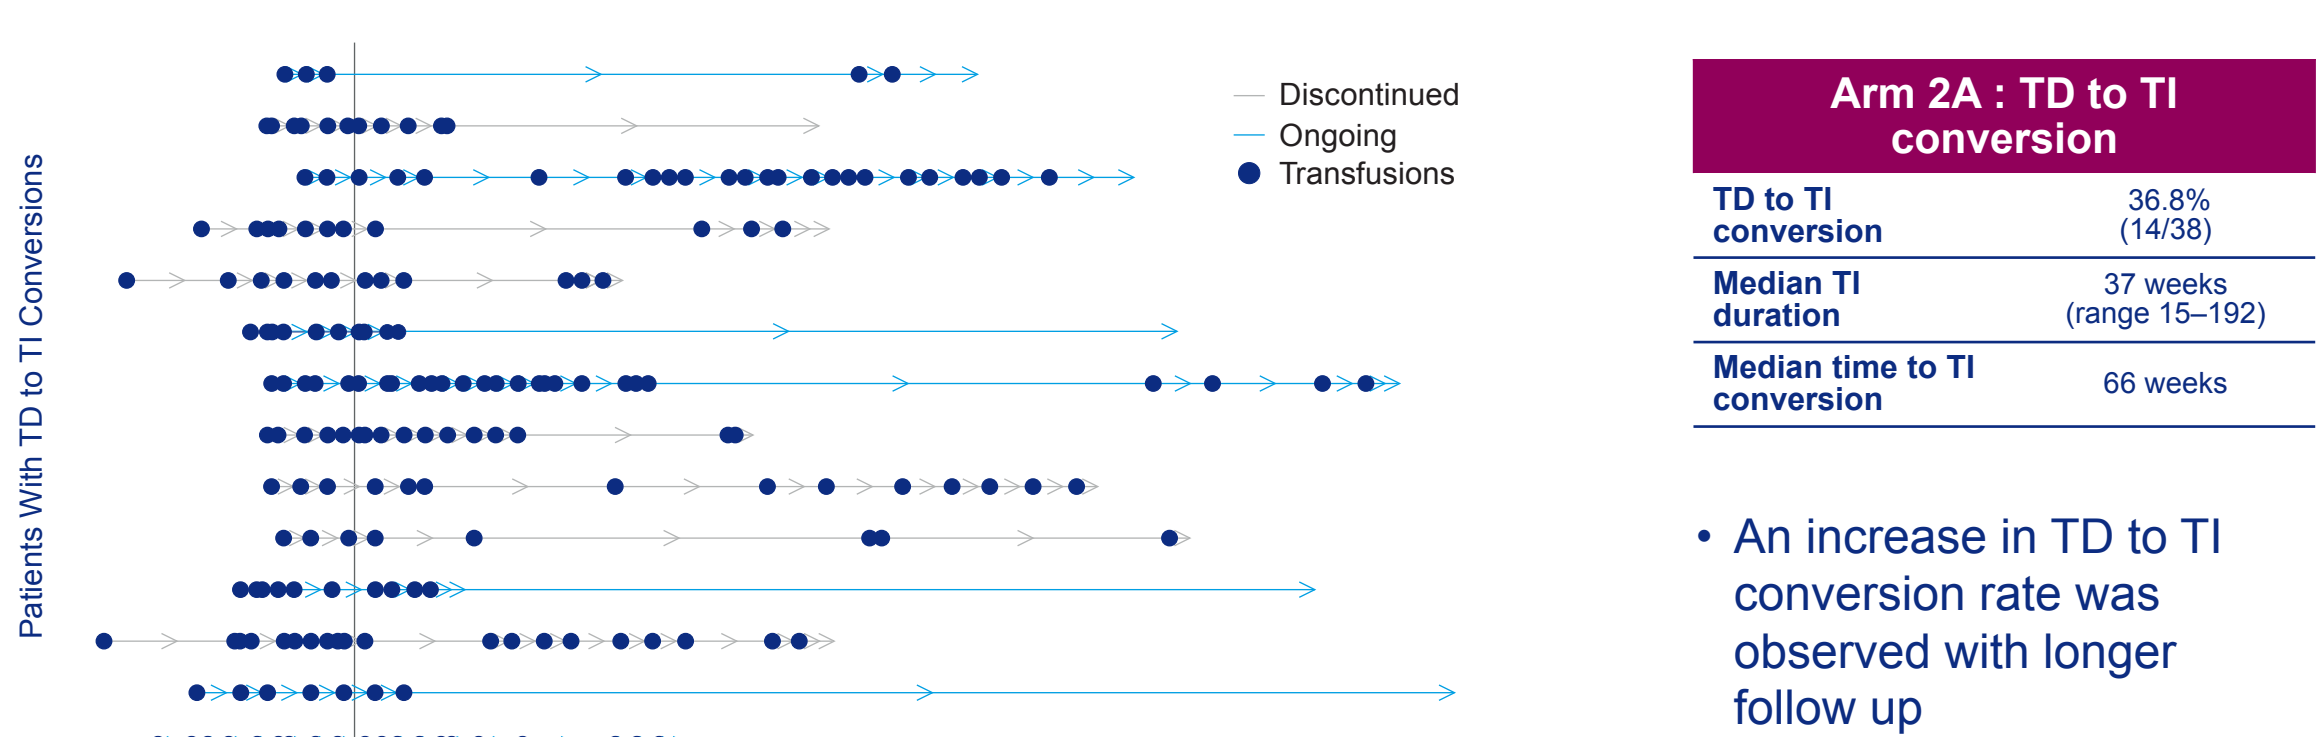 Patients With TD to TI Conversions
Discontinued
Ongoing
Transfusions
Arm 2A : TD to TI
conversion
TD to TI
conversion
36.8%
(14/38)
Median TI
duration
37 weeks
(range 15–192)
Median time to TI
conversion
66 weeks
• An increase in TD to TI
conversion rate was
observed with longer
follow up